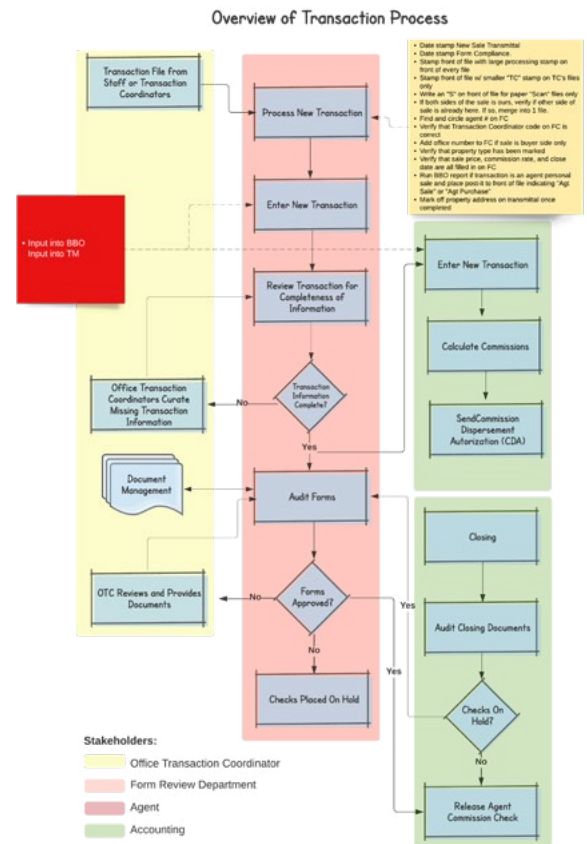 Overview of Transaction Process
Transaction File from
Staff or Transaction
Coordinators
• Date stamp New Sale Transmittal
• Date stamp Form Compliance.
• Stamp front of file with large processing stamp on
front of every file
• Stamp front of file w/ smaller "TC" stamp on TC's files
only
• Write an "S" on front of file for paper "Scan" files only
• If both sides of the sale is ours, verify if other side of
sale is already here. If so, merge into 1 file.
• Find and circle agent # on FC
• Verify that Transaction Coordinator code on FC is
correct
• Add office number to FC if sale is buyer side only
• Verify that property type has been marked
• Verify that sale price, commission rate, and close
date are all filled in on FC
• Run BBO report if transaction is an agent personal
sale and place post-it to front of file indicating "Agt
Sale" or "Agt Purchase"
• Mark off property address on transmittal once
completed
Process New Transaction
Enter New Transaction
• Input into BBO
Input into TM
Enter New Transaction
Review Transaction for
Completeness of
Information
Calculate Commissions
Transaction
Information
Complete?
No
Office Transaction
Coordinators Curate
Missing Transaction
Information
SendCommission
Dispersement
Autorization (CDA)
Yes
Document
Management
Audit Forms
Closing
OTC Reviews and Provides
Documents
No
Forms
Approved?
Yes
Audit Closing Documents
No
Yes
Checks Placed On Hold
Checks On
Hold?
No
Release Agent
Commission Check
Stakeholders:
Office Transaction Coordinator
Form Review Department
Agent
Accounting